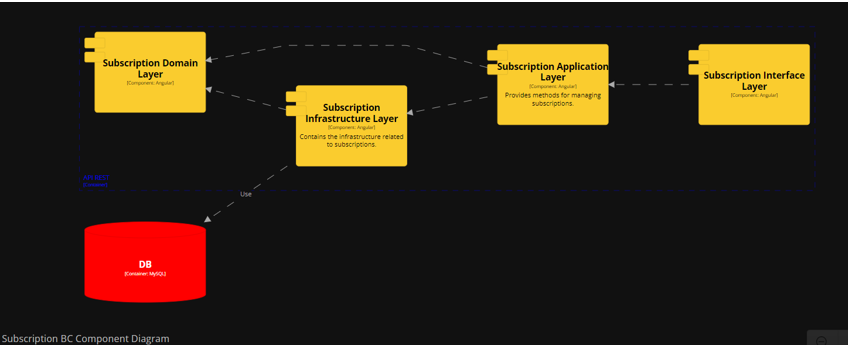 Subscription Domain
Layer
[Component: Angular]
Subscription
Infrastructure Layer
[Component: Angular]
Contains the infrastructure related
to subscriptions.
Subscription Application
Layer
[Component: Angular]
Provides methods for managing
subscriptions.
Subscription Interface
Layer
[Component: Angular]
Use
DB
[Container: MySQL]
Subscription BC Component Diagram